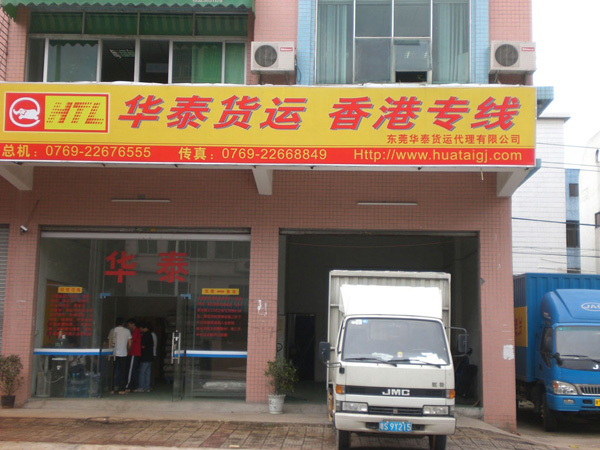 HTL 华泰货运 香港专线
东莞华泰货运代理有限公司
总机：0769-22676555 传真：0769-22668849 Http://www.huataigj.com
华泰
JMC
S91215